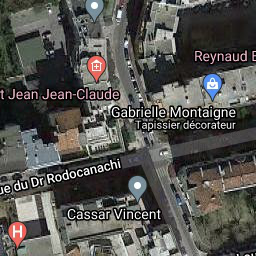 Reynaud
t Jean Jean-Claude
Gabrielle Montaigne
Tapissier décorateur
ue du Dr Rodocanachi
Cassar Vincent
H